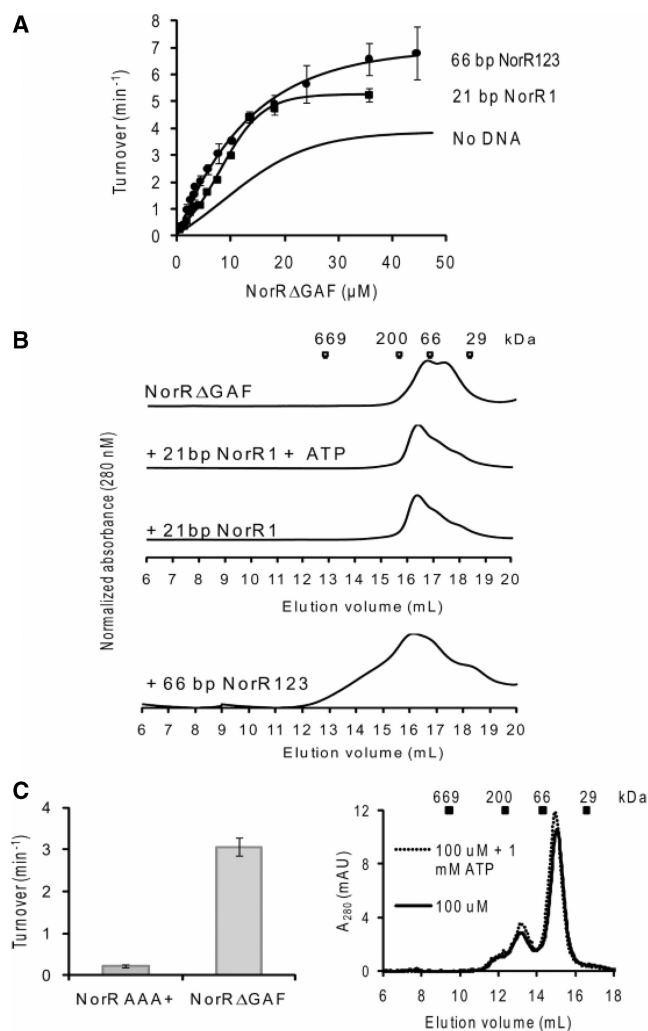 A
8
7
6
5
4
3
2
1
0
Turnover (min-1)
66 bp NorR123
21 bp NorR1
No DNA
0 10 20 30 40 50
NorRΔGAF (µM)
B
669 200 66 29 kDa
NorRΔGAF
+ 21bp NorR1 + ATP
+ 21bp NorR1
6 7 8 9 10 11 12 13 14 15 16 17 18 19 20
Elution volume (mL)
Normalized absorbance (280 nM)
+ 66 bp NorR123
6 7 8 9 10 11 12 13 14 15 16 17 18 19 20
Elution volume (mL)
C
4
3
2
1
0
Turnover (min-1)
NorR AAA+ NorRΔGAF
669 200 66 29 kDa
12
8
4
0
A280 (mAU)
100 uM + 1
mM ATP
100 uM
6 8 10 12 14 16 18
Elution volume (mL)